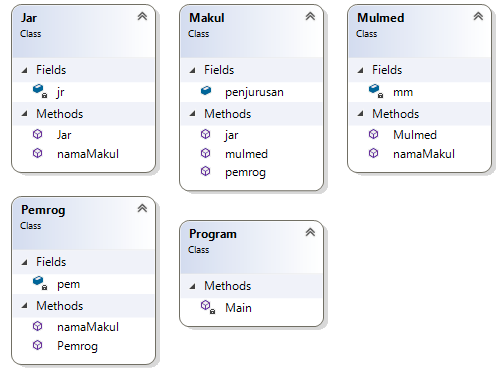 Jar
Class
Fields
jr
Methods
Jar
namaMakul
Makul
Class
Fields
penjurusan
Methods
jar
mulmed
pemrog
Mulmed
Class
Fields
mm
Methods
Mulmed
namaMakul
Pemrog
Class
Fields
pem
Methods
namaMakul
Pemrog
Program
Class
Methods
Main